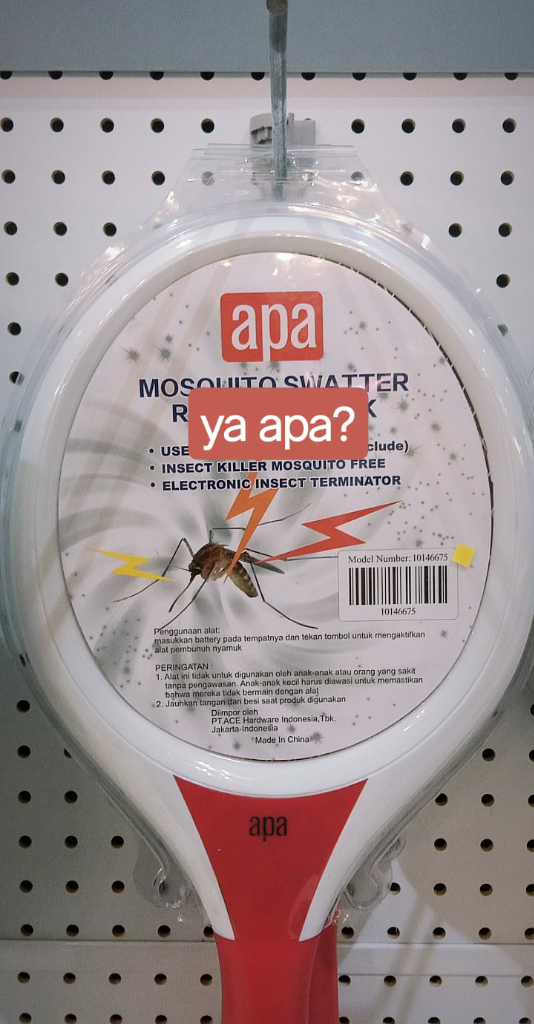 apa
MOSQUITO SWATTER
R K
ya apa?
• USE clude)
• INSECT KILLER MOSQUITO FREE
• ELECTRONIC INSECT TERMINATOR
Model Number: 10146675
10146675
Penggunaan alat:
masukkan battery pada tempatnya dan tekan tombol untuk mengaktifkan
alat pembunuh nyamuk
PERINGATAN :
1. Alat ini tidak untuk digunakan oleh anak-anak atau orang yang sakit
tanpa pengawasan. Anak-anak kecil harus diawasi untuk memastikan
bahwa mereka tidak bermain dengan alat
2. Jauhkan tangan dari besi saat produk digunakan
Diimpor oleh
PT.ACE Hardware Indonesia,Tbk.
Jakarta-Indonesia
Made In China
apa